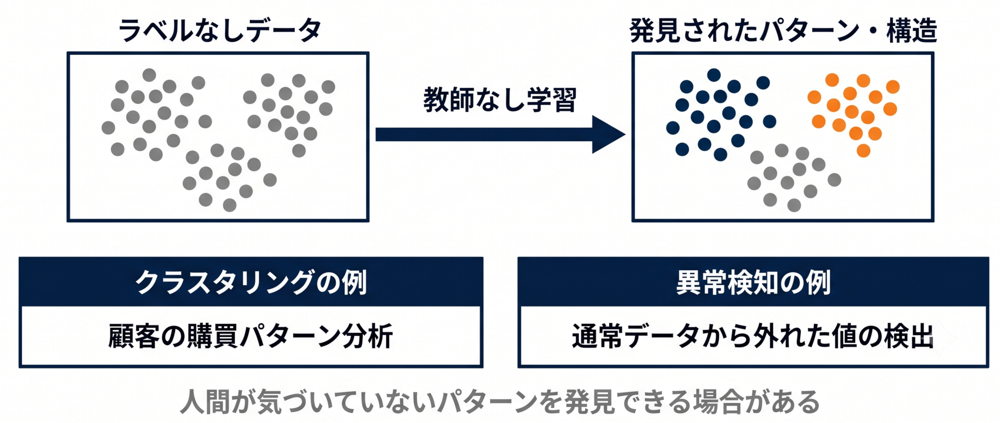 ラベルなしデータ
発見されたパターン・構造
教師なし学習
クラスタリングの例
異常検知の例
顧客の購買パターン分析
通常データから外れた値の検出
人間が気づいていないパターンを発見できる場合がある